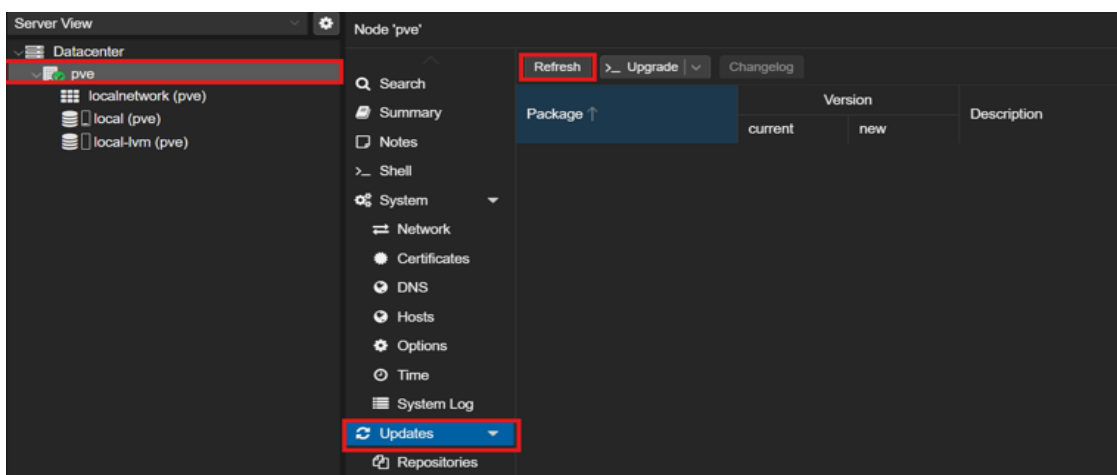 Server View
Datacenter
pve
localnetwork (pve)
local (pve)
local-lvm (pve)
Node 'pve'
Search
Summary
Notes
>_ Shell
System
Network
Certificates
DNS
Hosts
Options
Time
System Log
Updates
Repositories
Refresh >_ Upgrade Changelog
Package ↑ Version Description
current new